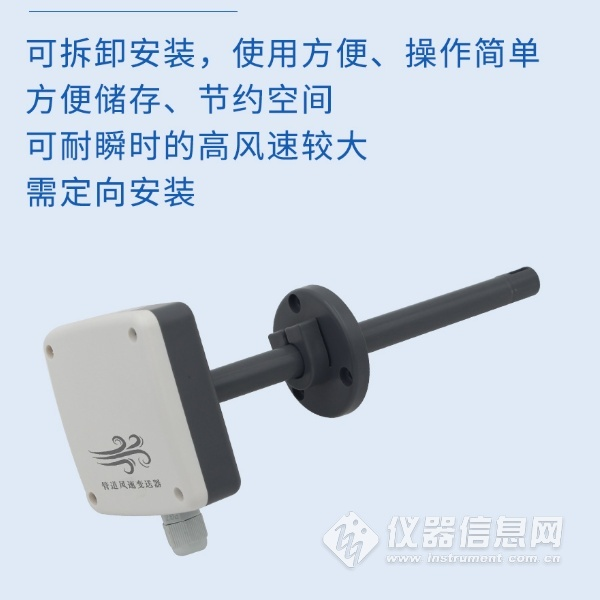 可拆卸安装，使用方便、操作简单
方便储存、节约空间
可耐瞬时的高风速较大
需定向安装
管道风速变送器
仪器信息网
www.instrument.com.cn